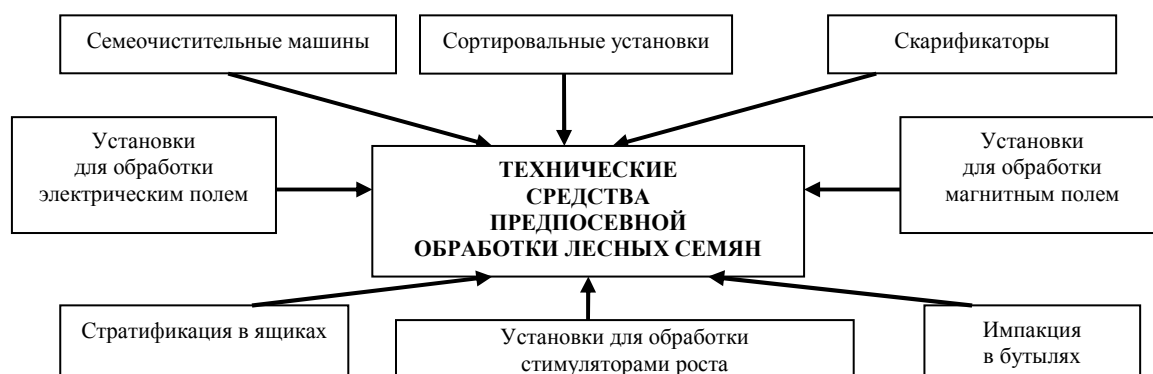 Семеочистительные машины
Сортировальные установки
Скарификаторы
Установки
для обработки
электрическим полем
ТЕХНИЧЕСКИЕ
СРЕДСТВА
ПРЕДПОСЕВНОЙ
ОБРАБОТКИ ЛЕСНЫХ СЕМЯН
Установки
для обработки
магнитным полем
Стратификация в ящиках
Установки для обработки
стимуляторами роста
Импакция
в бутылях